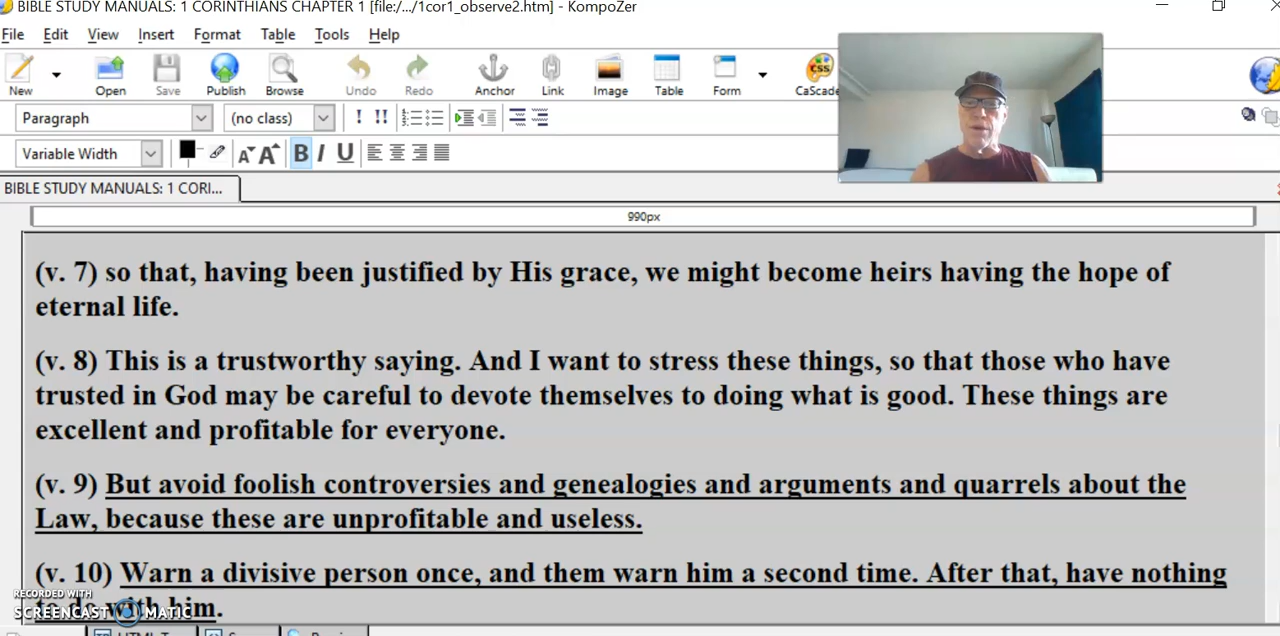 BIBLE STUDY MANUALS: 1 CORINTHIANS CHAPTER 1 [file:/.../1cor1_observe2.htm] - KompoZer
File Edit View Insert Format Table Tools Help
New Open Save Publish Browse Undo Redo Anchor Link Image Table Form CaScade
Paragraph (no class)
Variable Width
BIBLE STUDY MANUALS: 1 CORI...
990px
(v. 7) so that, having been justified by His grace, we might become heirs having the hope of
eternal life.
(v. 8) This is a trustworthy saying. And I want to stress these things, so that those who have
trusted in God may be careful to devote themselves to doing what is good. These things are
excellent and profitable for everyone.
(v. 9) But avoid foolish controversies and genealogies and arguments and quarrels about the
Law, because these are unprofitable and useless.
(v. 10) Warn a divisive person once, and them warn him a second time. After that, have nothing
with him.
RECORDED WITH
SCREENCAST MATIC